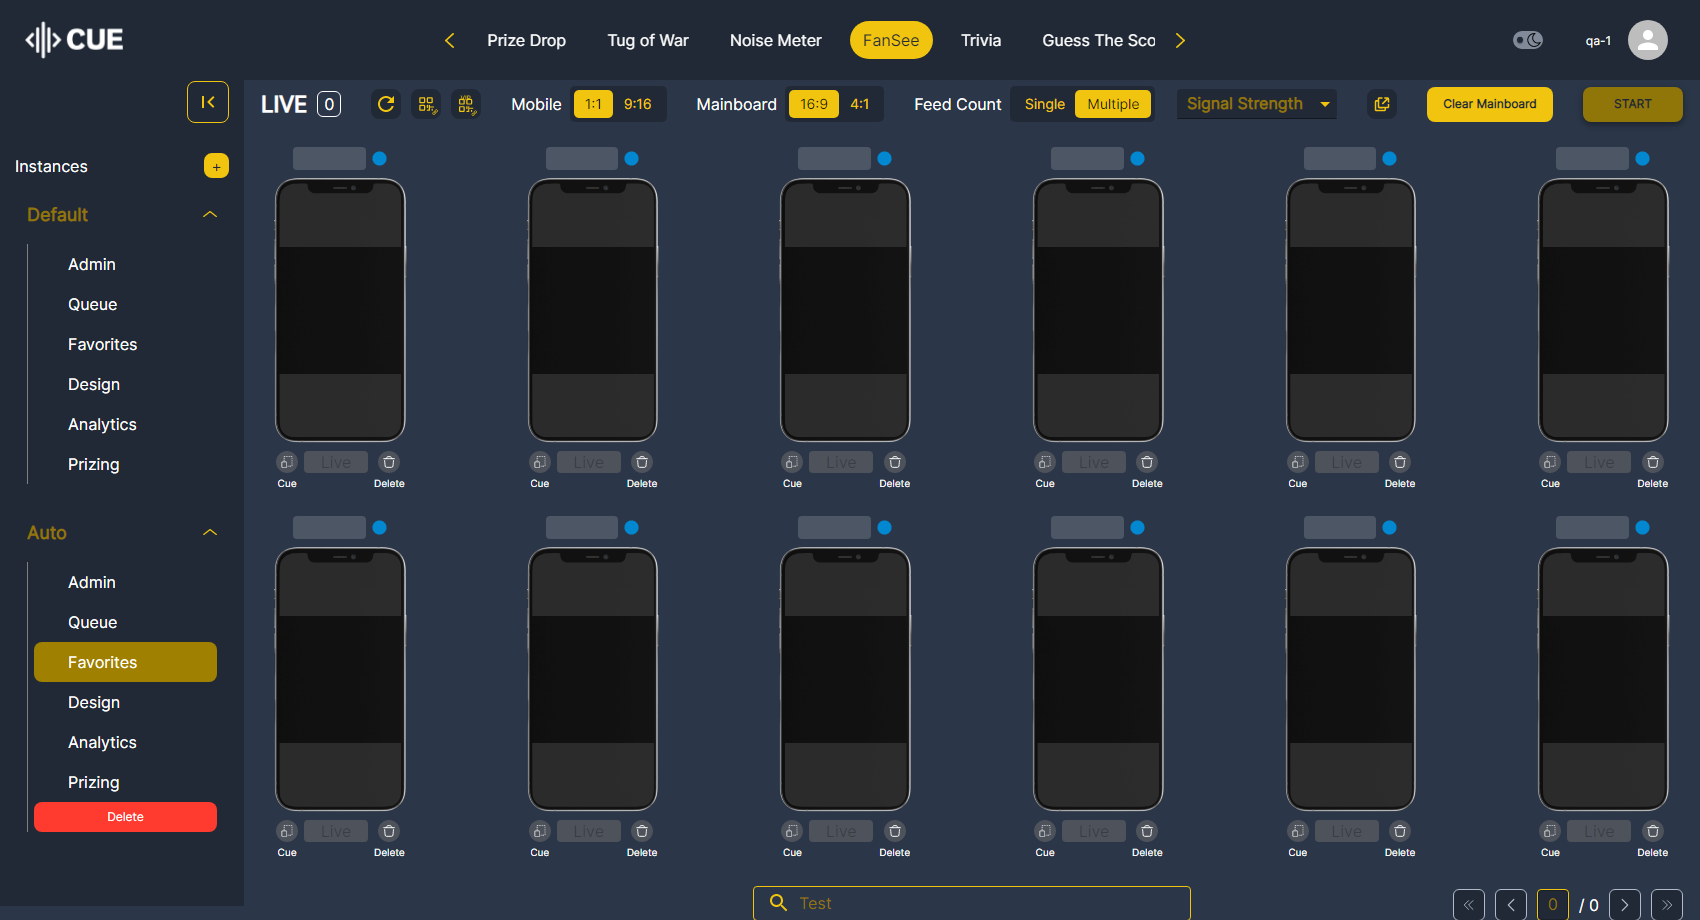 CUE
Prize Drop Tug of War Noise Meter FanSee Trivia Guess The Sco
qa-1
LIVE 0 Mobile 1:1 9:16 Mainboard 16:9 4:1 Feed Count Single Multiple Signal Strength Clear Mainboard START
Instances +
Default
Admin
Queue
Favorites
Design
Analytics
Prizing
Auto
Admin
Queue
Favorites
Design
Analytics
Prizing
Delete
Live Live Live Live Live Live
Cue Delete Cue Delete Cue Delete Cue Delete Cue Delete Cue Delete
Live Live Live Live Live Live
Cue Delete Cue Delete Cue Delete Cue Delete Cue Delete Cue Delete
Test
0 / 0